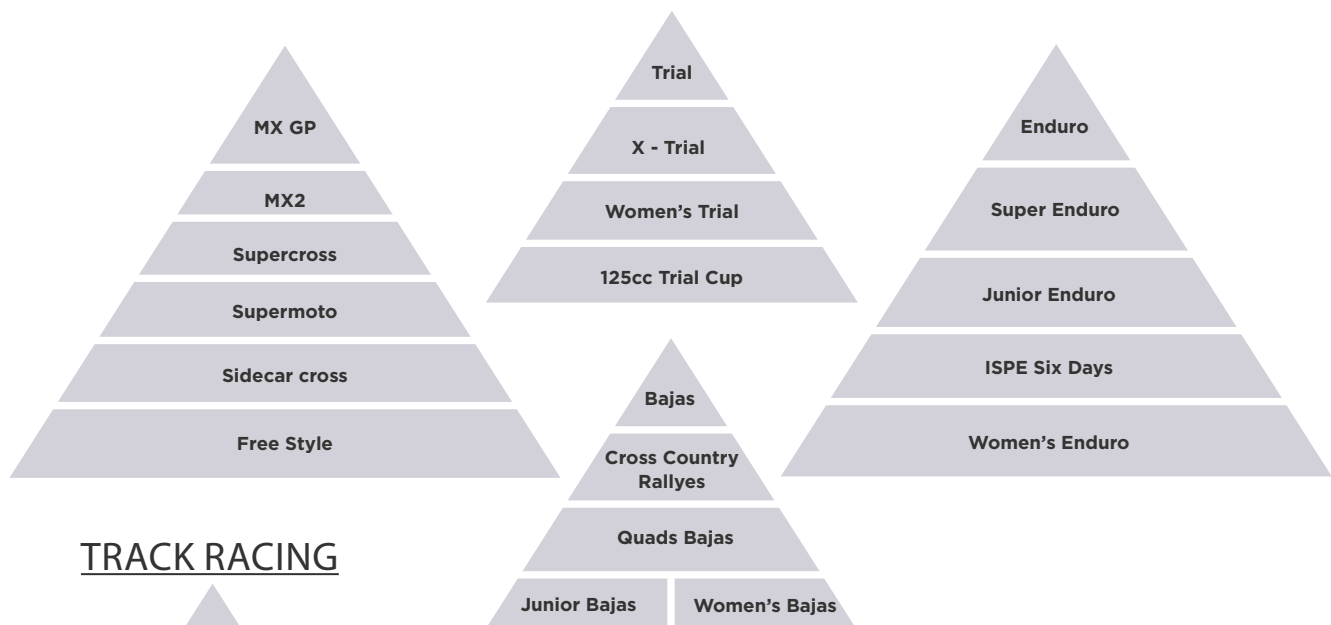 MX GP
MX2
Supercross
Supermoto
Sidecar cross
Free Style
Trial
X - Trial
Women’s Trial
125cc Trial Cup
Enduro
Super Enduro
Junior Enduro
ISPE Six Days
Women’s Enduro
Bajas
Cross Country
Rallyes
Quads Bajas
Junior Bajas
Women’s Bajas
TRACK RACING